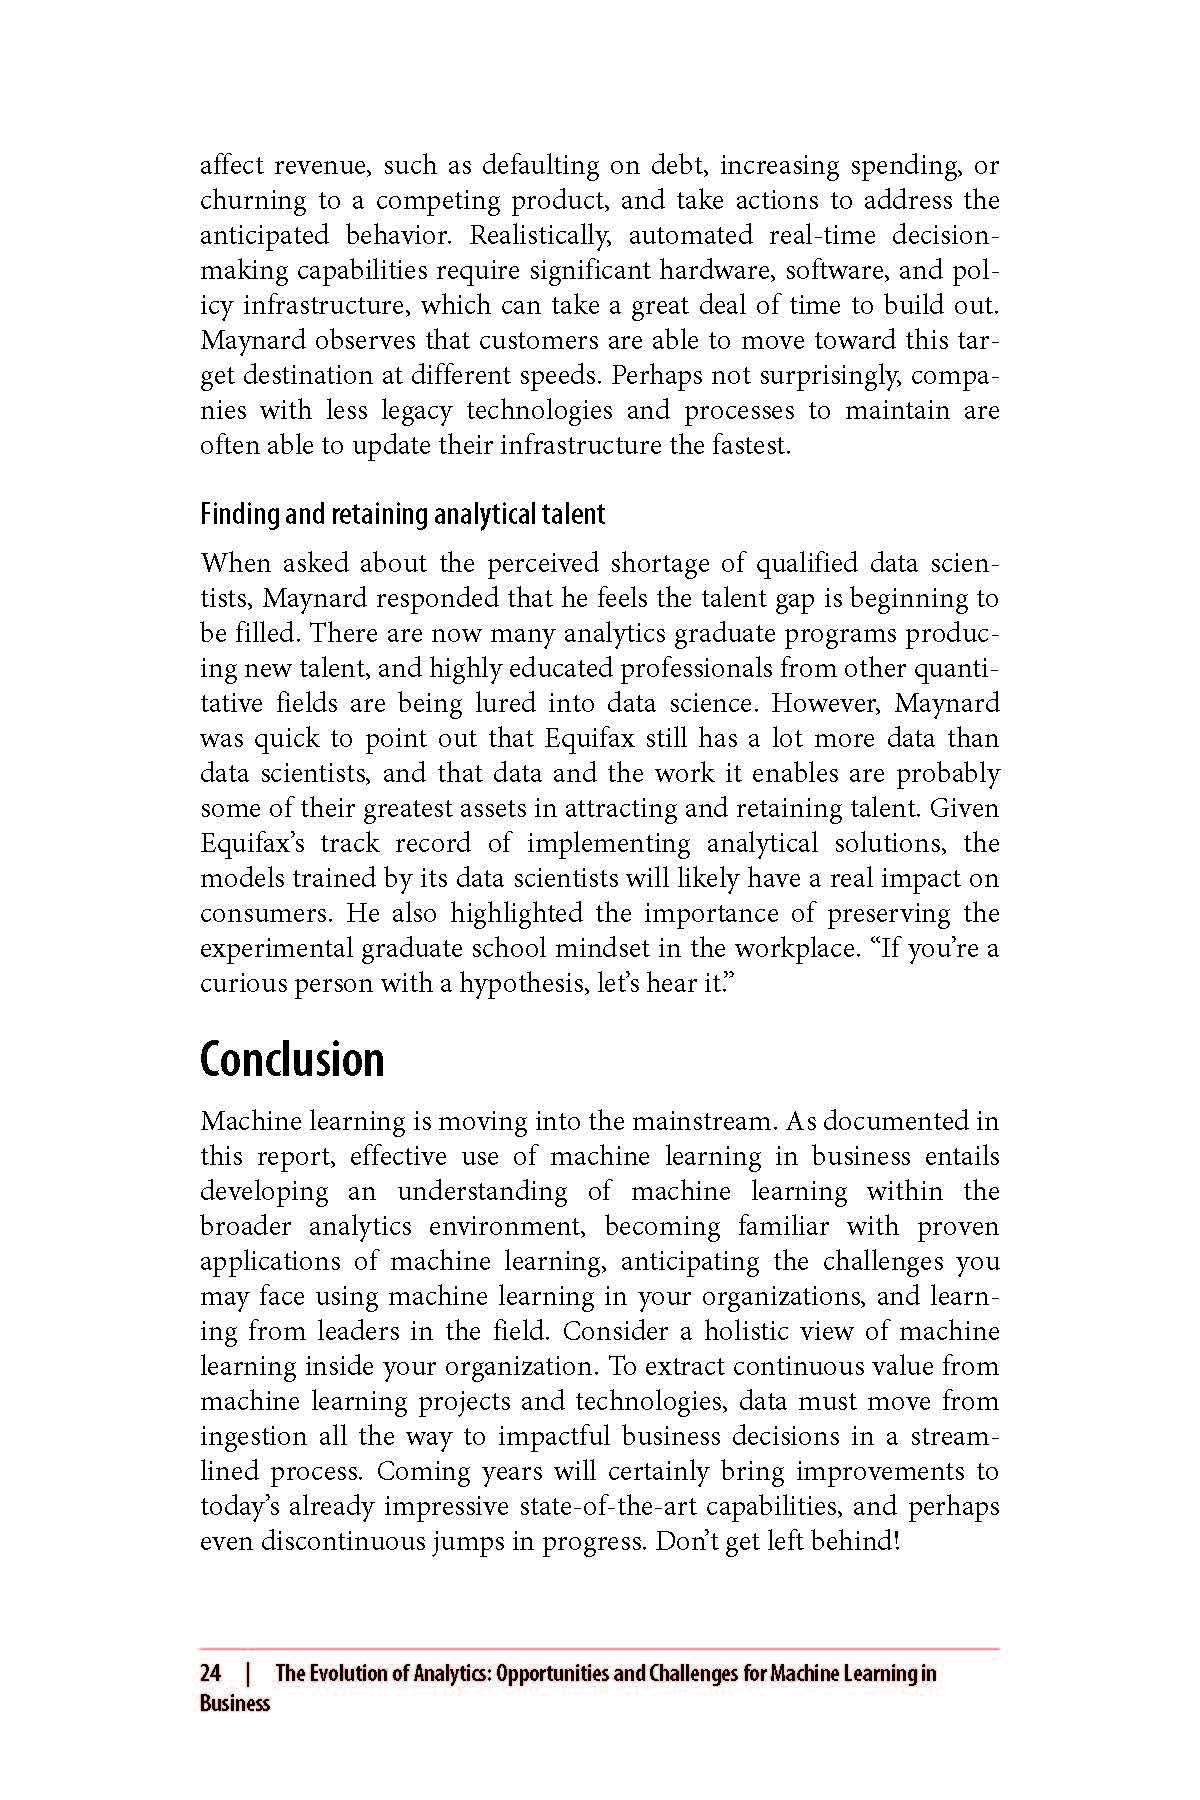 affect revenue, such as defaulting on debt, increasing spending, or
churning to a competing product, and take actions to address the
anticipated behavior. Realistically, automated real-time decision-
making capabilities require significant hardware, software, and pol-
icy infrastructure, which can take a great deal of time to build out.
Maynard observes that customers are able to move toward this tar-
get destination at different speeds. Perhaps not surprisingly, compa-
nies with less legacy technologies and processes to maintain are
often able to update their infrastructure the fastest.
Finding and retaining analytical talent
When asked about the perceived shortage of qualified data scien-
tists, Maynard responded that he feels the talent gap is beginning to
be filled. There are now many analytics graduate programs produc-
ing new talent, and highly educated professionals from other quanti-
tative fields are being lured into data science. However, Maynard
was quick to point out that Equifax still has a lot more data than
data scientists, and that data and the work it enables are probably
some of their greatest assets in attracting and retaining talent. Given
Equifax’s track record of implementing analytical solutions, the
models trained by its data scientists will likely have a real impact on
consumers. He also highlighted the importance of preserving the
experimental graduate school mindset in the workplace. “If you’re a
curious person with a hypothesis, let’s hear it.”
Conclusion
Machine learning is moving into the mainstream. As documented in
this report, effective use of machine learning in business entails
developing an understanding of machine learning within the
broader analytics environment, becoming familiar with proven
applications of machine learning, anticipating the challenges you
may face using machine learning in your organizations, and learn-
ing from leaders in the field. Consider a holistic view of machine
learning inside your organization. To extract continuous value from
machine learning projects and technologies, data must move from
ingestion all the way to impactful business decisions in a stream-
lined process. Coming years will certainly bring improvements to
today’s already impressive state-of-the-art capabilities, and perhaps
even discontinuous jumps in progress. Don’t get left behind!
24 | The Evolution of Analytics: Opportunities and Challenges for Machine Learning in
Business